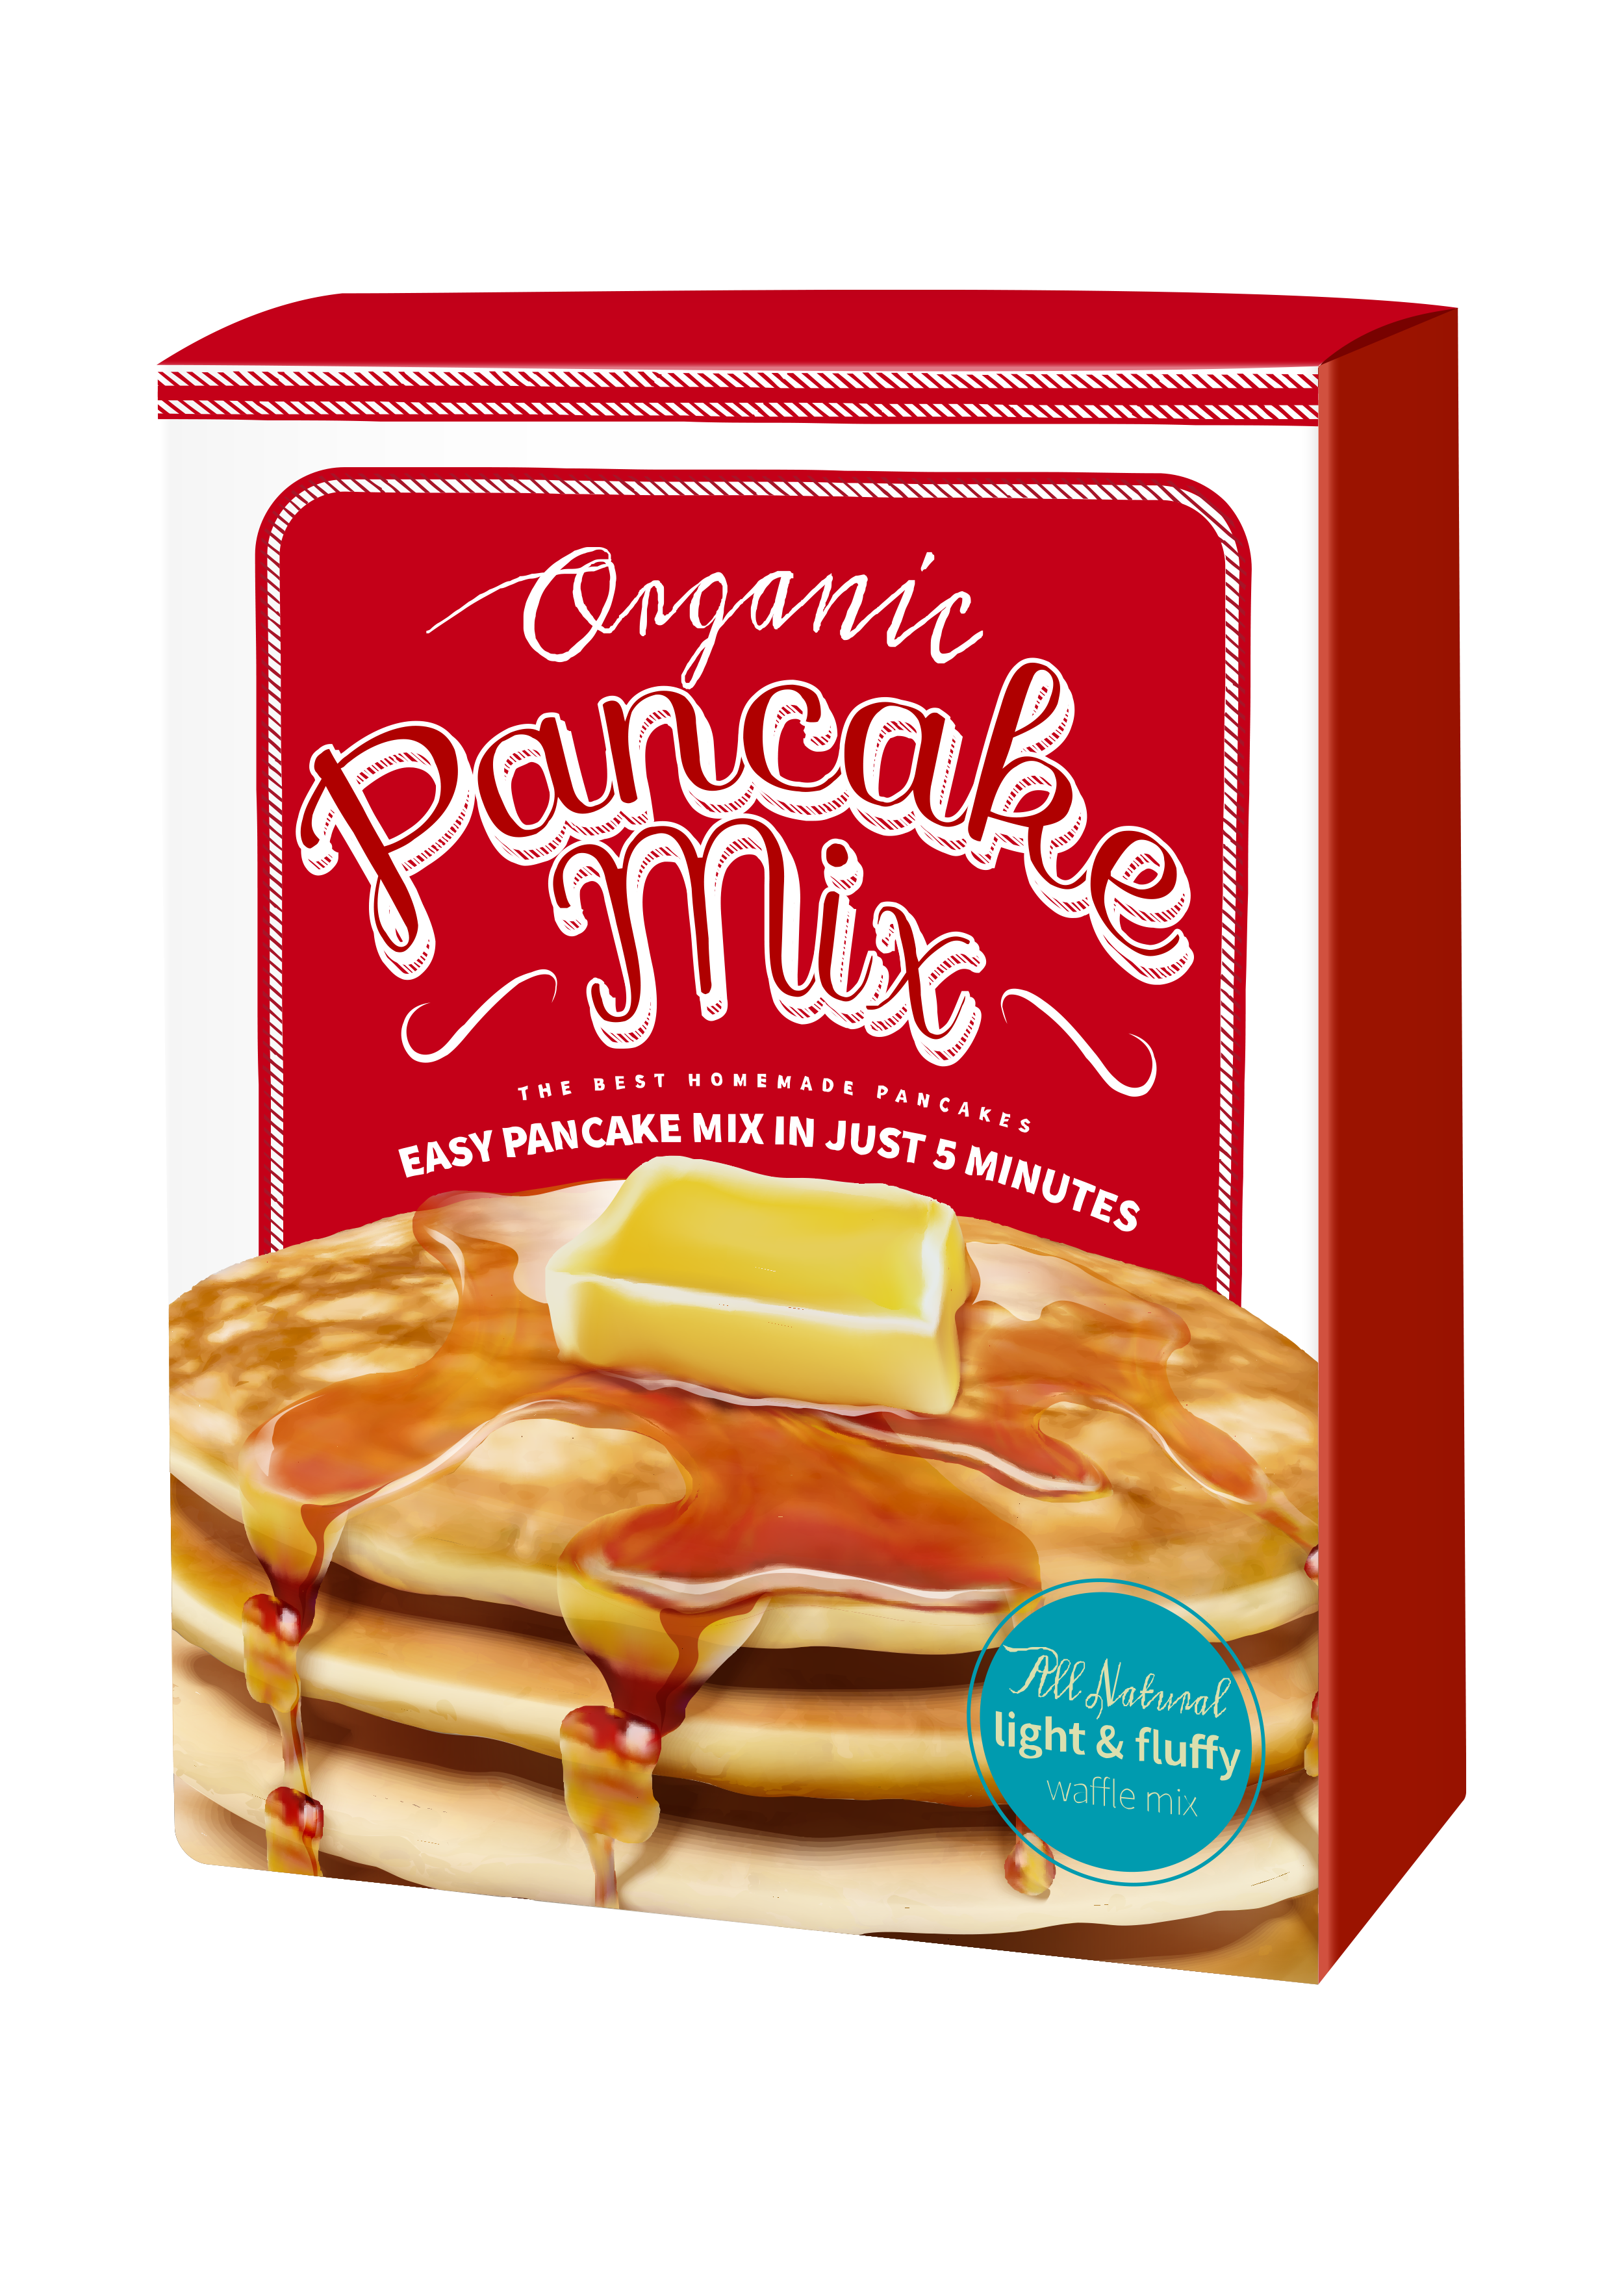 Organic
Pancake
Mix
THE BEST HOMEMADE PANCAKES
EASY PANCAKE MIX IN JUST 5 MINUTES
All Natural
light & fluffy
waffle mix